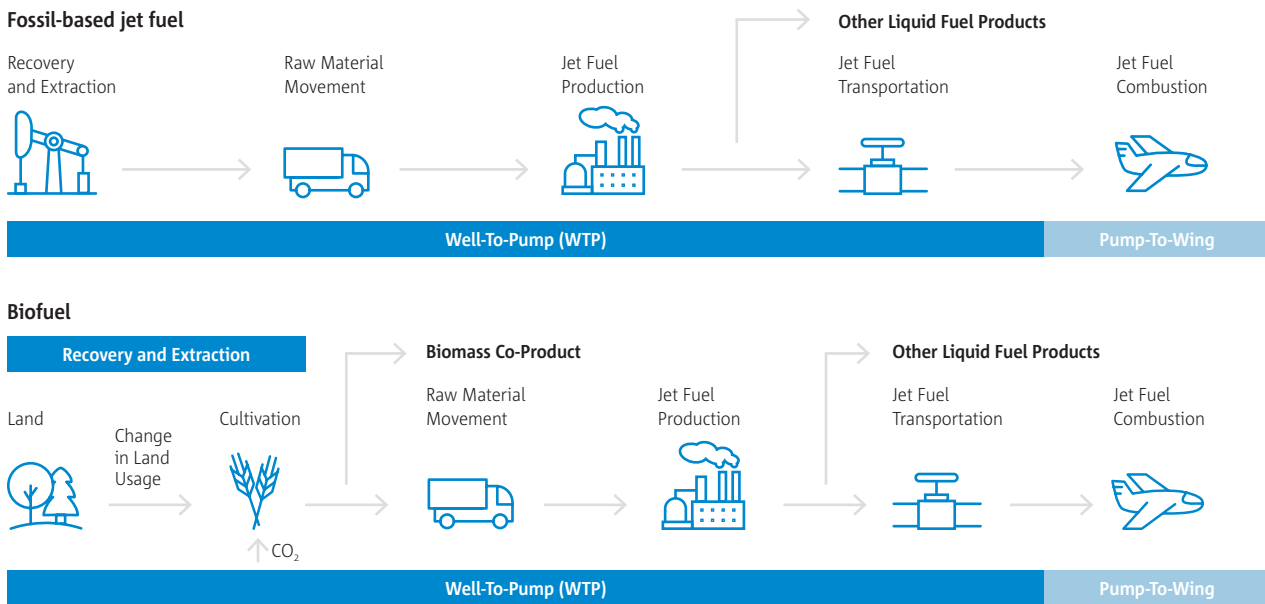 Fossil-based jet fuel
Other Liquid Fuel Products
Recovery
and Extraction
Raw Material
Movement
Jet Fuel
Production
Jet Fuel
Transportation
Jet Fuel
Combustion
Well-To-Pump (WTP)
Pump-To-Wing
Biofuel
Recovery and Extraction
Biomass Co-Product
Other Liquid Fuel Products
Land
Change
in Land
Usage
Cultivation
CO₂
Raw Material
Movement
Jet Fuel
Production
Jet Fuel
Transportation
Jet Fuel
Combustion
Well-To-Pump (WTP)
Pump-To-Wing